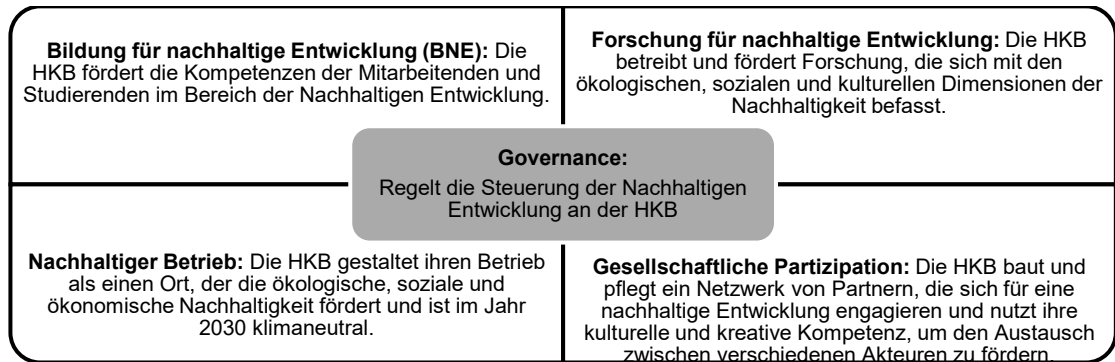 Bildung für nachhaltige Entwicklung (BNE): Die
HKB fördert die Kompetenzen der Mitarbeitenden und
Studierenden im Bereich der Nachhaltigen Entwicklung.
Forschung für nachhaltige Entwicklung: Die HKB
betreibt und fördert Forschung, die sich mit den
ökologischen, sozialen und kulturellen Dimensionen der
Nachhaltigkeit befasst.
Governance:
Regelt die Steuerung der Nachhaltigen
Entwicklung an der HKB
Nachhaltiger Betrieb: Die HKB gestaltet ihren Betrieb
als einen Ort, der die ökologische, soziale und
ökonomische Nachhaltigkeit fördert und ist im Jahr
2030 klimaneutral.
Gesellschaftliche Partizipation: Die HKB baut und
pflegt ein Netzwerk von Partnern, die sich für eine
nachhaltige Entwicklung engagieren und nutzt ihre
kulturelle und kreative Kompetenz, um den Austausch
zwischen verschiedenen Akteuren zu fördern.